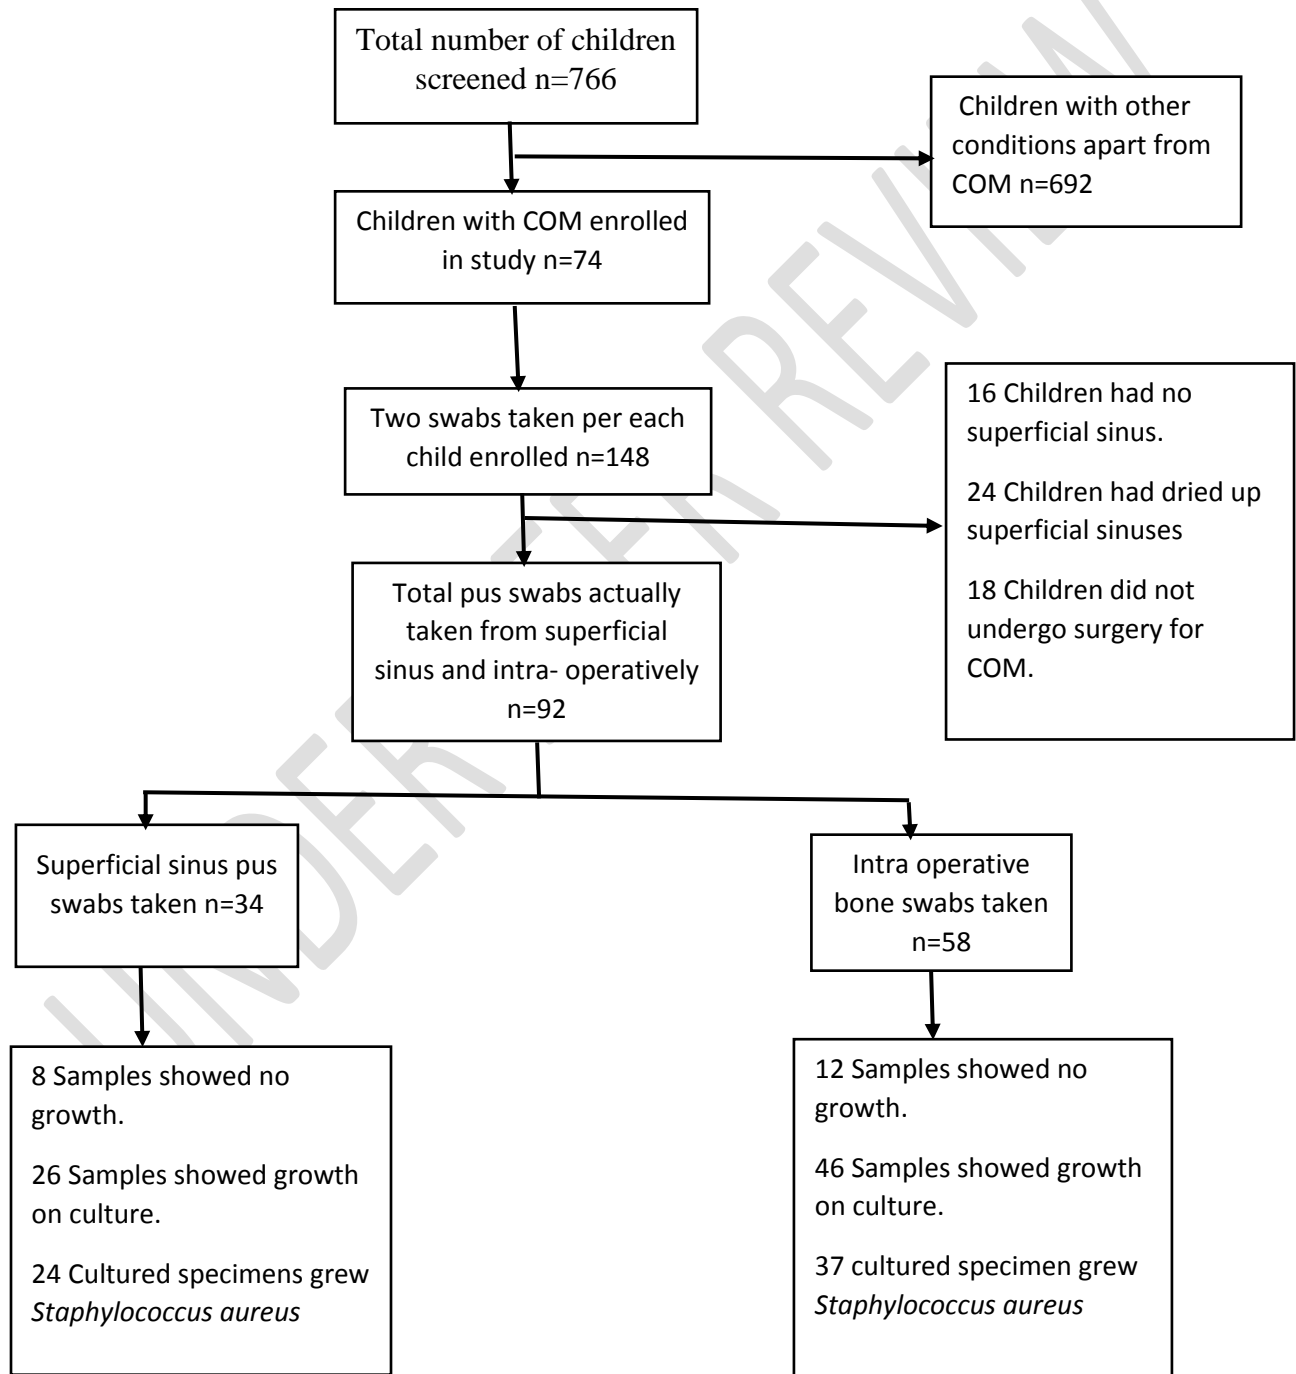 Total number of children
screened n=766
Children with other
conditions apart from
COM n=692
Children with COM enrolled
in study n=74
Two swabs taken per each
child enrolled n=148
16 Children had no
superficial sinus.
24 Children had dried up
superficial sinuses
18 Children did not
undergo surgery for
COM.
Total pus swabs actually
taken from superficial
sinus and intra- operatively
n=92
Superficial sinus pus
swabs taken n=34
Intra operative
bone swabs taken
n=58
8 Samples showed no
growth.
26 Samples showed growth
on culture.
24 Cultured specimens grew
Staphylococcus aureus
12 Samples showed no
growth.
46 Samples showed growth
on culture.
37 cultured specimen grew
Staphylococcus aureus
UNDER PEER REVIEW